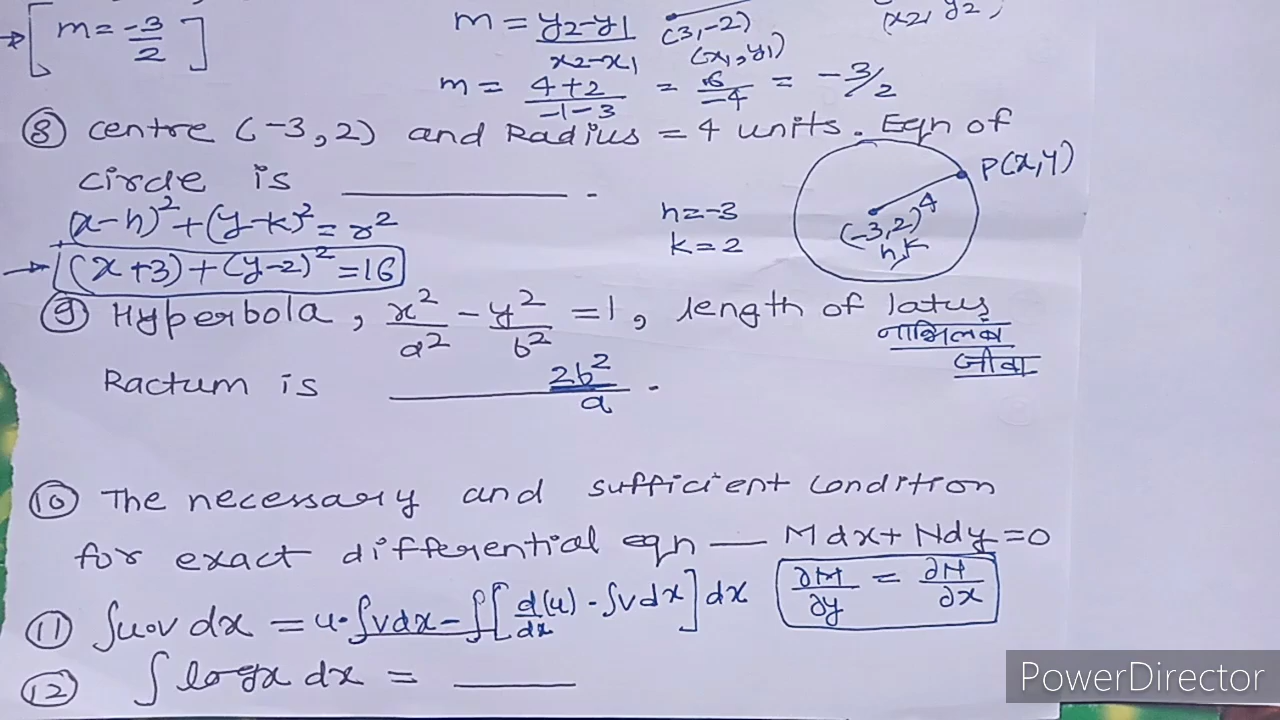 → [ m = -3/2 ]
m = y2-y1 / x2-x1
(3,-2)
(x1,y1)
(x2, y2,
m = 4+2 / -1-3 = 6/-4 = -3/2
⑧ centre (-3,2) and Radius = 4 units. Eqn of
circle is ________ .
P(x,y)
(x-h)²+(y-k)²=r²
h=-3
k=2
4
(-3,2)
h,k
→ (x+3)+(y-2)²=16
⑨ Hyperbola, x²/a² - y²/b² = 1, length of latus
नाभिलंब
जीवा
Ractum is ____ 2b²/a .
⑩ The necessary and sufficient condition
for exact differential eqn — Mdx+Ndy=0
∂M/∂y = ∂N/∂x
⑪ ∫u.v dx = u.∫vdx-∫[d/dx(u)-∫vdx]dx
⑫ ∫logx dx = ____
PowerDirector